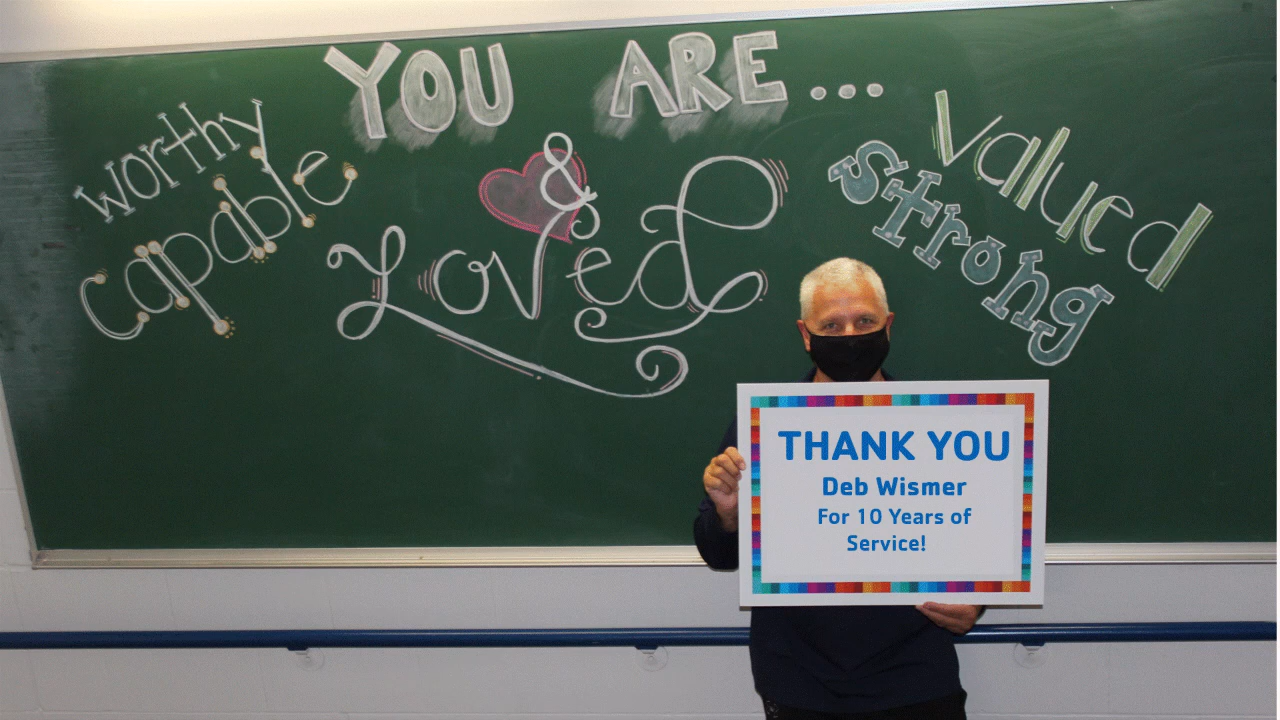 YOU ARE...
worthy
capable
& Loved
Valued
Strong
THANK YOU
Deb Wismer
For 10 Years of
Service!